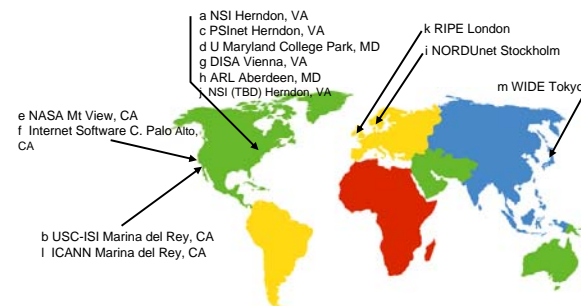 a NSI Herndon, VA
c PSInet Herndon, VA
d U Maryland College Park, MD
g DISA Vienna, VA
h ARL Aberdeen, MD
j NSI (TBD) Herndon, VA
k RIPE London
i NORDUnet Stockholm
m WIDE Tokyo
e NASA Mt View, CA
f Internet Software C. Palo Alto,
CA
b USC-ISI Marina del Rey, CA
l ICANN Marina del Rey, CA